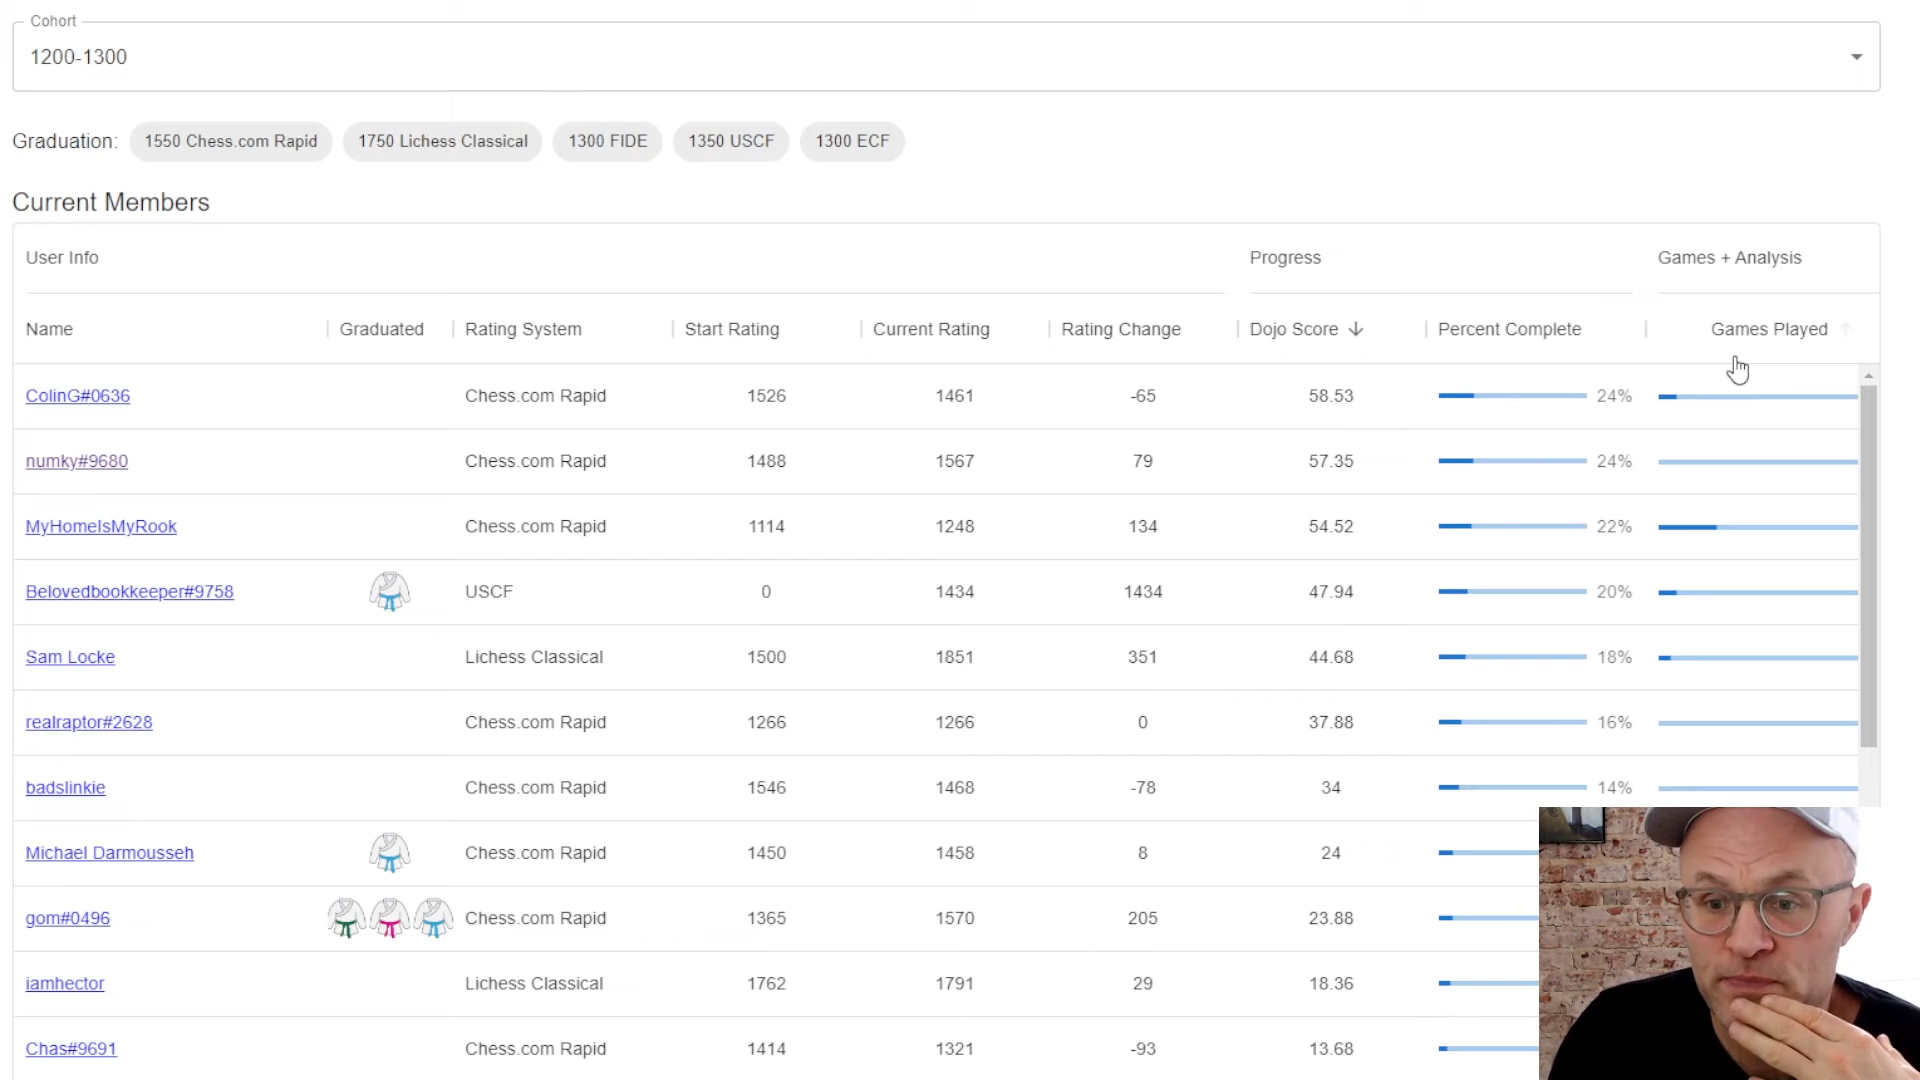 Cohort
1200-1300
Graduation: 1550 Chess.com Rapid 1750 Lichess Classical 1300 FIDE 1350 USCF 1300 ECF
Current Members
User Info Progress Games + Analysis
Name Graduated Rating System Start Rating Current Rating Rating Change Dojo Score Percent Complete Games Played
ColinG#0636 Chess.com Rapid 1526 1461 -65 58.53 24%
numky#9680 Chess.com Rapid 1488 1567 79 57.35 24%
MyHomeIsMyRook Chess.com Rapid 1114 1248 134 54.52 22%
Belovedbookkeeper#9758 USCF 0 1434 1434 47.94 20%
Sam Locke Lichess Classical 1500 1851 351 44.68 18%
realraptor#2628 Chess.com Rapid 1266 1266 0 37.88 16%
badslinkie Chess.com Rapid 1546 1468 -78 34 14%
Michael Darmousseh Chess.com Rapid 1450 1458 8 24
gom#0496 Chess.com Rapid 1365 1570 205 23.88
iamhector Lichess Classical 1762 1791 29 18.36
Chas#9691 Chess.com Rapid 1414 1321 -93 13.68